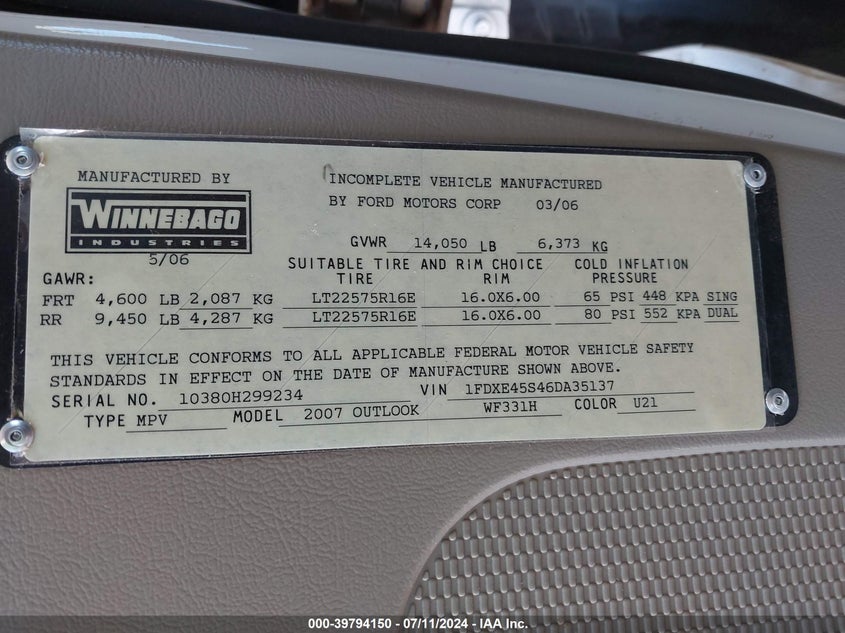 MANUFACTURED BY
WINNEBAGO
INDUSTRIES
5/06
INCOMPLETE VEHICLE MANUFACTURED
BY FORD MOTORS CORP 03/06
GVWR 14,050 LB 6,373 KG
SUITABLE TIRE AND RIM CHOICE COLD INFLATION
GAWR: TIRE RIM PRESSURE
FRT 4,600 LB 2,087 KG LT22575R16E 16.0X6.00 65 PSI 448 KPA SING
RR 9,450 LB 4,287 KG LT22575R16E 16.0X6.00 80 PSI 552 KPA DUAL
THIS VEHICLE CONFORMS TO ALL APPLICABLE FEDERAL MOTOR VEHICLE SAFETY
STANDARDS IN EFFECT ON THE DATE OF MANUFACTURE SHOWN ABOVE.
SERIAL NO. 10380H299234 VIN 1FDXE45S46DA35137
TYPE MPV MODEL 2007 OUTLOOK WF331H COLOR U21
000-39794150 - 07/11/2024 - IAA Inc.